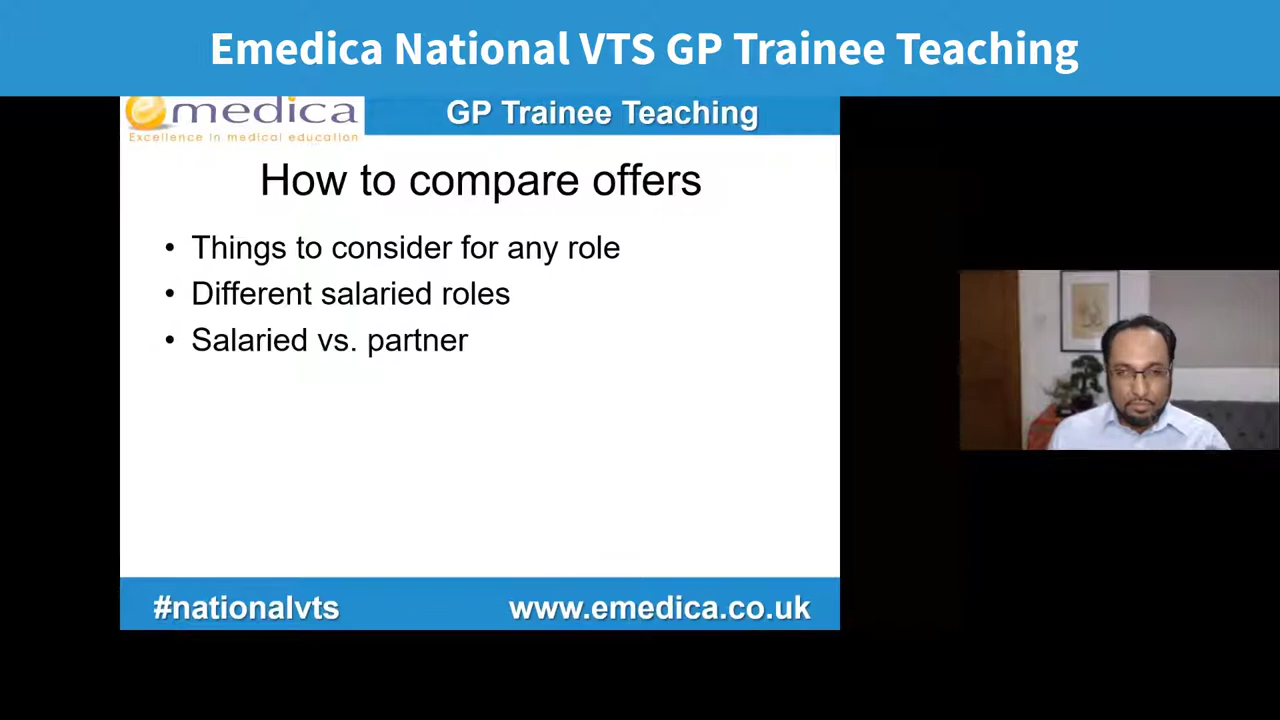 Emedica National VTS GP Trainee Teaching
emedica
Excellence in medical education
GP Trainee Teaching
How to compare offers
• Things to consider for any role
• Different salaried roles
• Salaried vs. partner
#nationalvts
www.emedica.co.uk